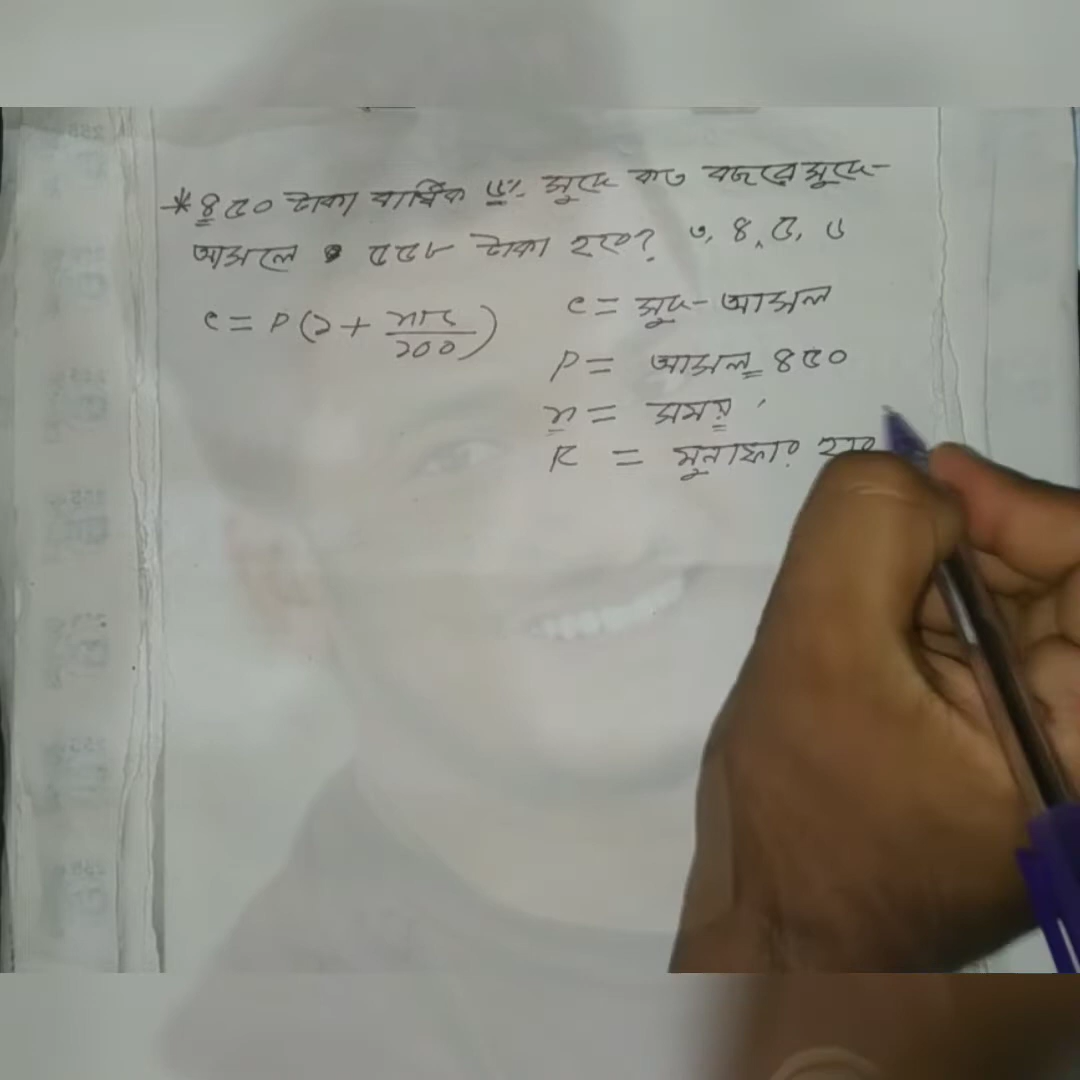 * ৪৫০ টাকা বার্ষিক ৬% সুদে কত বছরে সুদে-
আসলে ৫৫৮ টাকা হবে? ৩, ৪, ৫, ৬
c = P(১ + nr/১০০)
c = সুদ-আসল
P = আসল = ৪৫০
n = সময়
R = মুনাফার হার